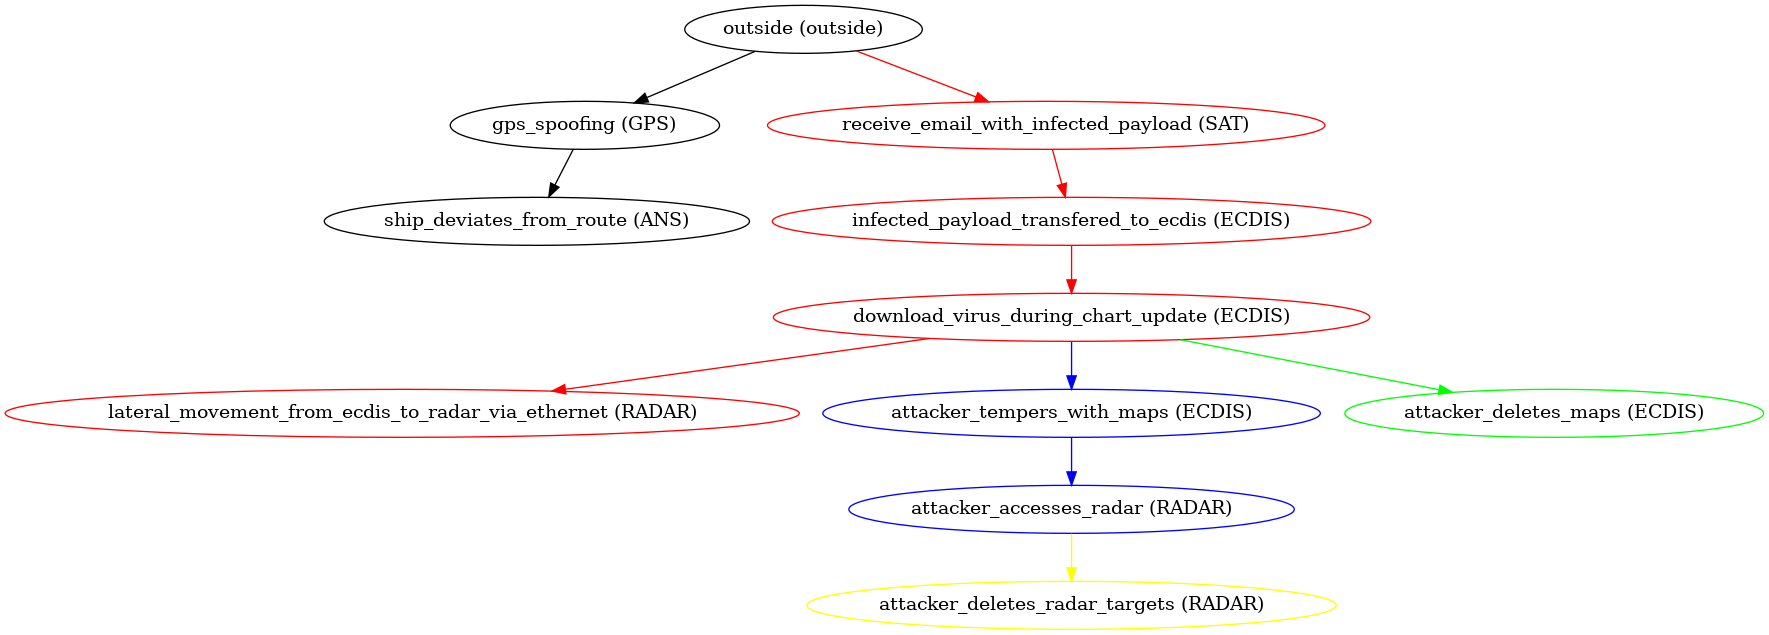 outside (outside)
gps_spoofing (GPS)
receive_email_with_infected_payload (SAT)
ship_deviates_from_route (ANS)
infected_payload_transfered_to_ecdis (ECDIS)
download_virus_during_chart_update (ECDIS)
lateral_movement_from_ecdis_to_radar_via_ethernet (RADAR)
attacker_tempers_with_maps (ECDIS)
attacker_deletes_maps (ECDIS)
attacker_accesses_radar (RADAR)
attacker_deletes_radar_targets (RADAR)